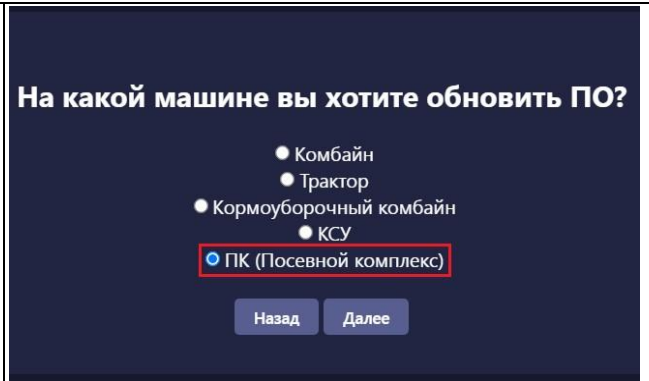 На какой машине вы хотите обновить ПО?
Комбайн
Трактор
Кормоуборочный комбайн
КСУ
ПК (Посевной комплекс)
Назад Далее